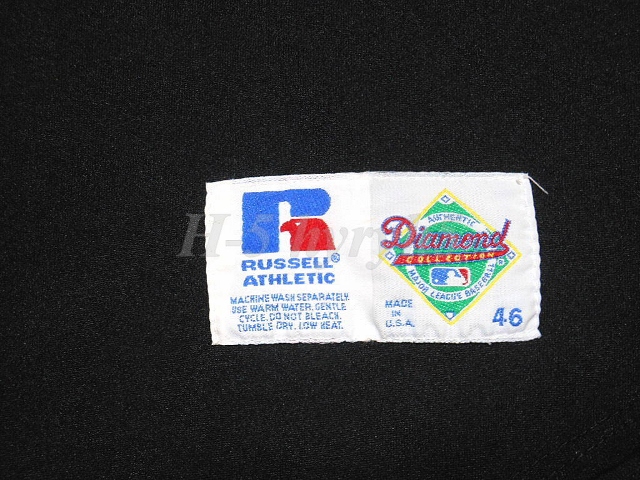 RUSSELL®
ATHLETIC
MACHINE WASH SEPARATELY.
USE WARM WATER. GENTLE
CYCLE. DO NOT BLEACH.
TUMBLE DRY. LOW HEAT.
AUTHENTIC
Diamond
COLLECTION
MAJOR LEAGUE BASEBALL
MADE
IN
U.S.A.
46